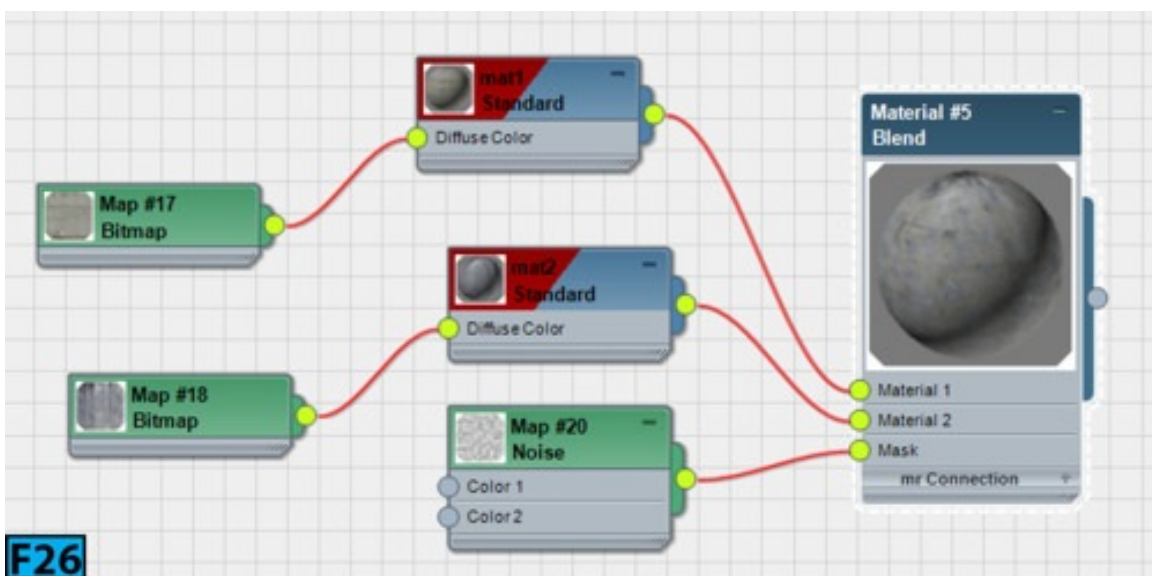 mat1
Standard
Diffuse Color
Map #17
Bitmap
mat2
Standard
Diffuse Color
Map #18
Bitmap
Map #20
Noise
Color 1
Color 2
Material #5
Blend
Material 1
Material 2
Mask
mr Connection
F26